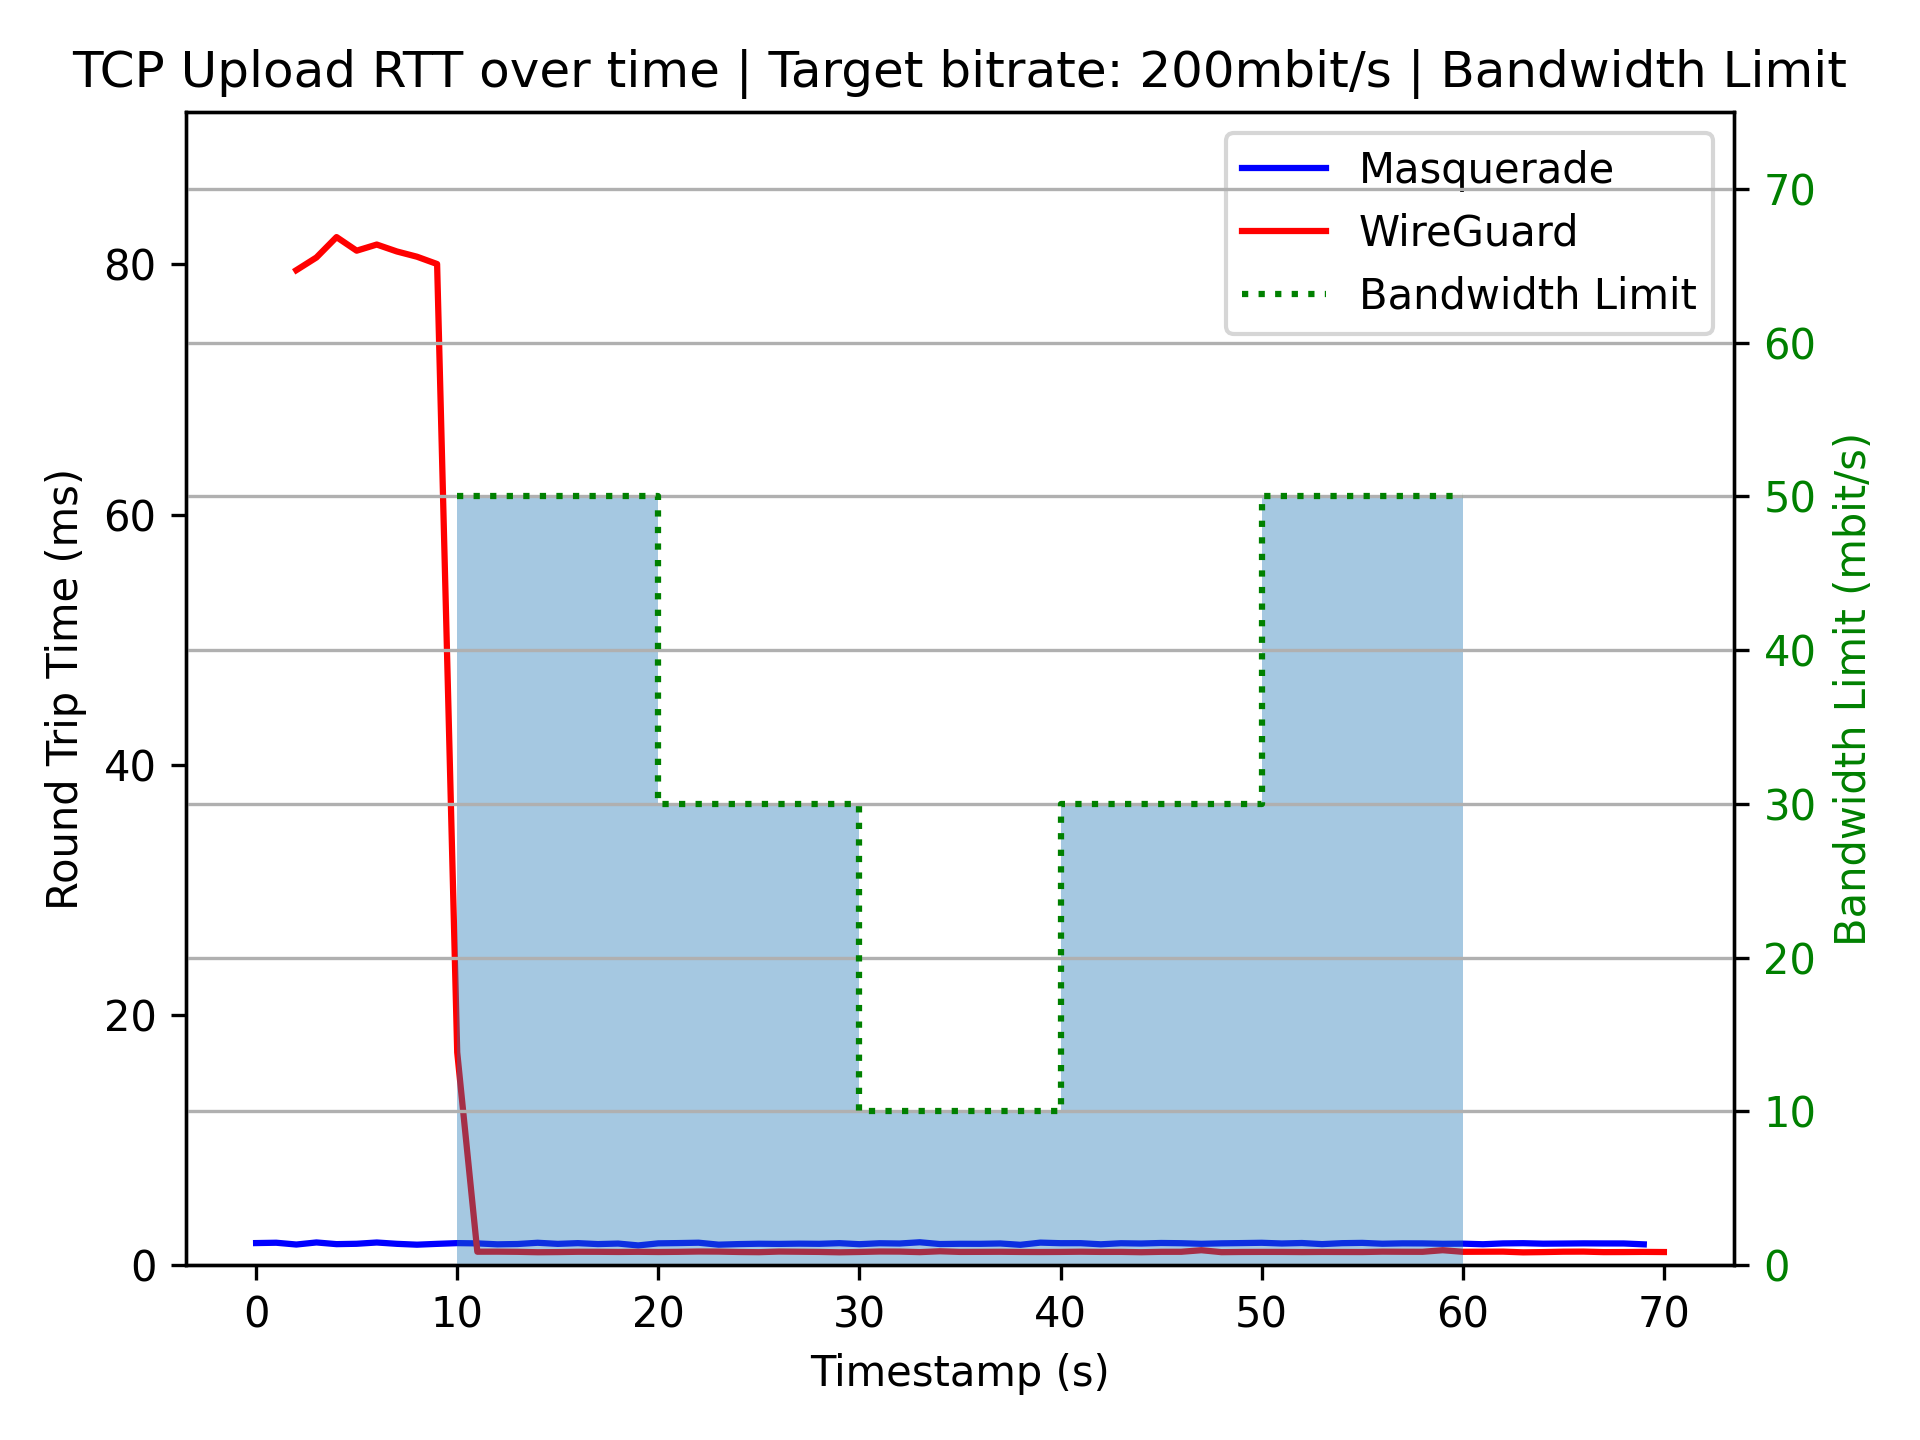 TCP Upload RTT over time | Target bitrate: 200mbit/s | Bandwidth Limit
Masquerade
WireGuard
Bandwidth Limit
80
60
40
20
0
Round Trip Time (ms)
70
60
50
40
30
20
10
0
Bandwidth Limit (mbit/s)
0 10 20 30 40 50 60 70
Timestamp (s)